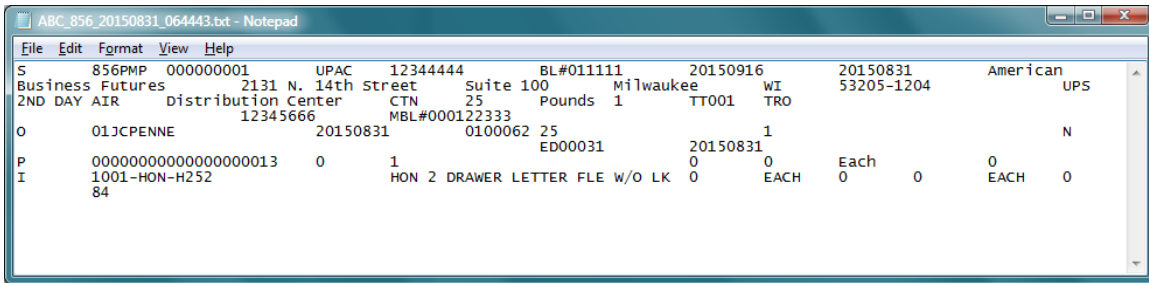 ABC_856_20150831_064443.txt - Notepad
File Edit Format View Help
S 856PMP 000000001 UPAC 12344444 BL#011111 20150916 20150831 American
Business Futures 2131 N. 14th Street Suite 100 Milwaukee WI 53205-1204 UPS
2ND DAY AIR Distribution Center CTN 25 Pounds 1 TT001 TRO
12345666 MBL#000122333
O 01JCPENNE 20150831 0100062 25 1 N
ED00031 20150831
P 00000000000000000013 0 1 0 0 Each 0
I 1001-HON-H252 HON 2 DRAWER LETTER FLE W/O LK 0 EACH 0 0 EACH 0
84